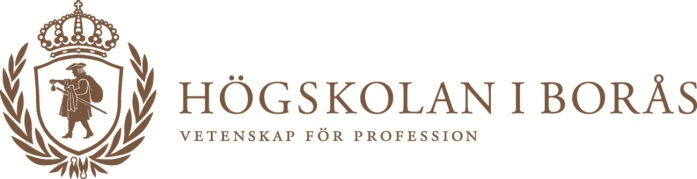 HÖGSKOLAN I BORÅS
VETENSKAP FÖR PROFESSION